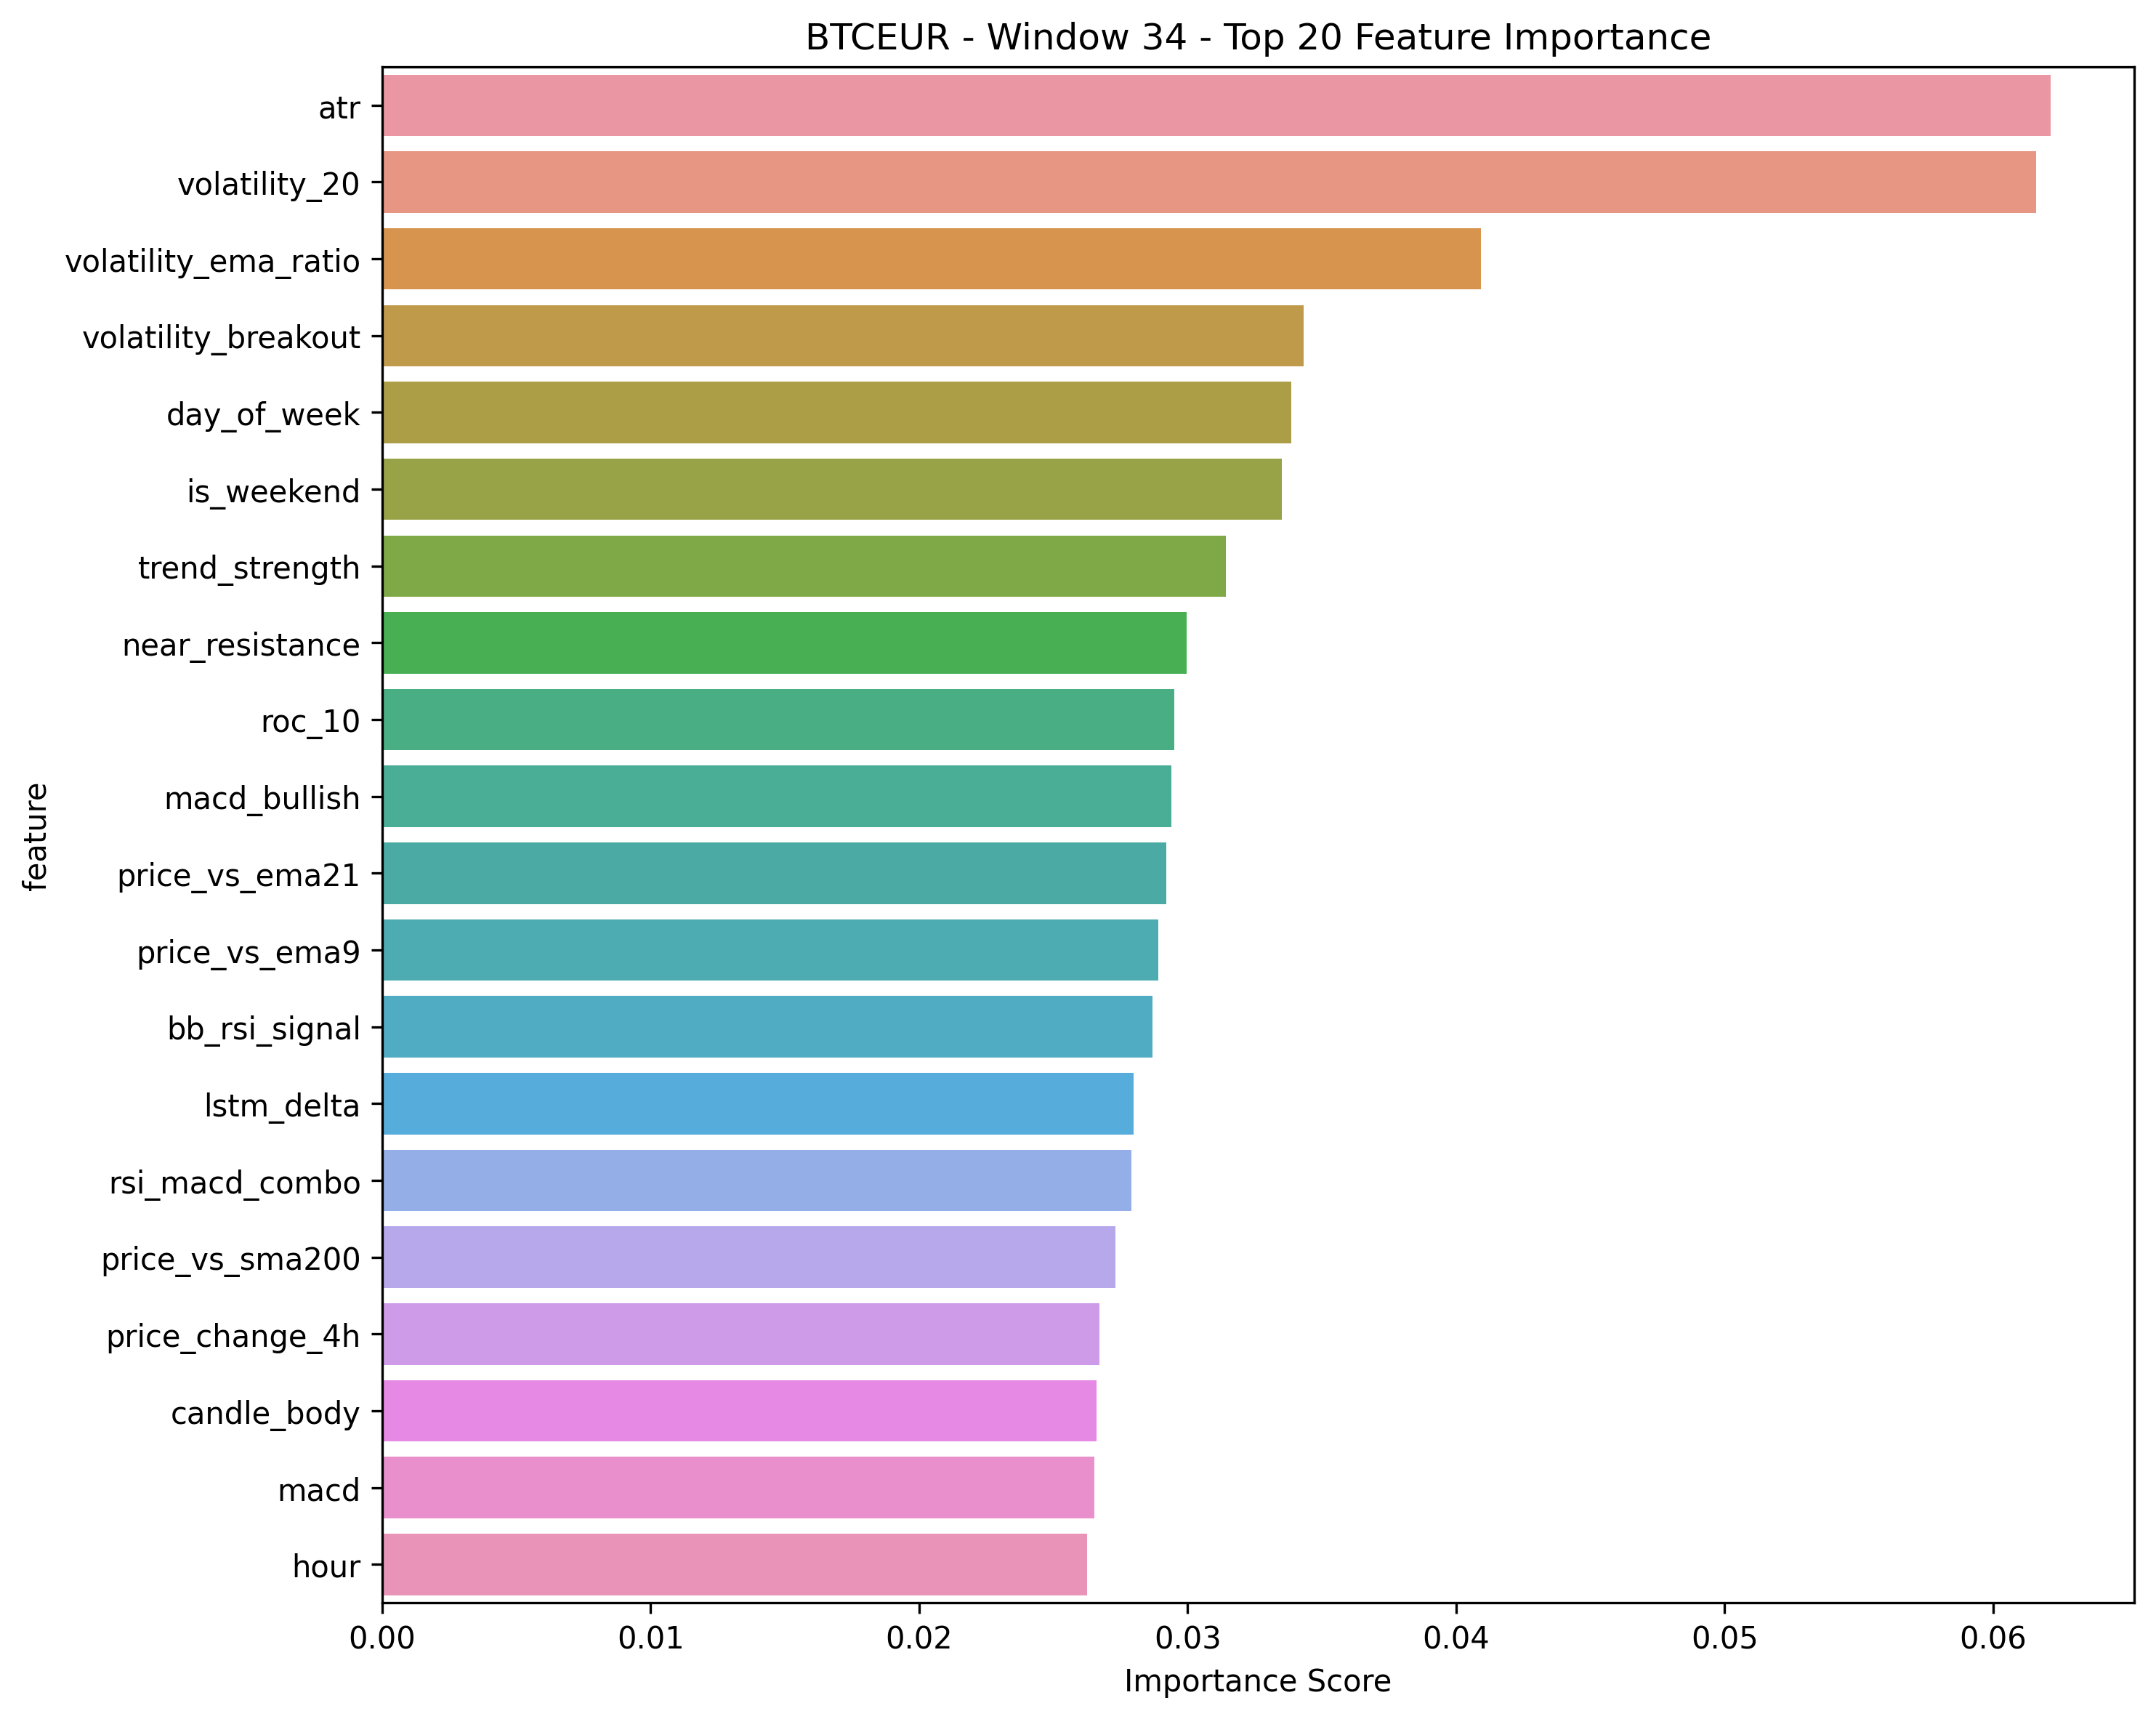 BTCEUR - Window 34 - Top 20 Feature Importance
atr
volatility_20
volatility_ema_ratio
volatility_breakout
day_of_week
is_weekend
trend_strength
near_resistance
roc_10
macd_bullish
price_vs_ema21
price_vs_ema9
bb_rsi_signal
lstm_delta
rsi_macd_combo
price_vs_sma200
price_change_4h
candle_body
macd
hour
feature
0.00 0.01 0.02 0.03 0.04 0.05 0.06
Importance Score